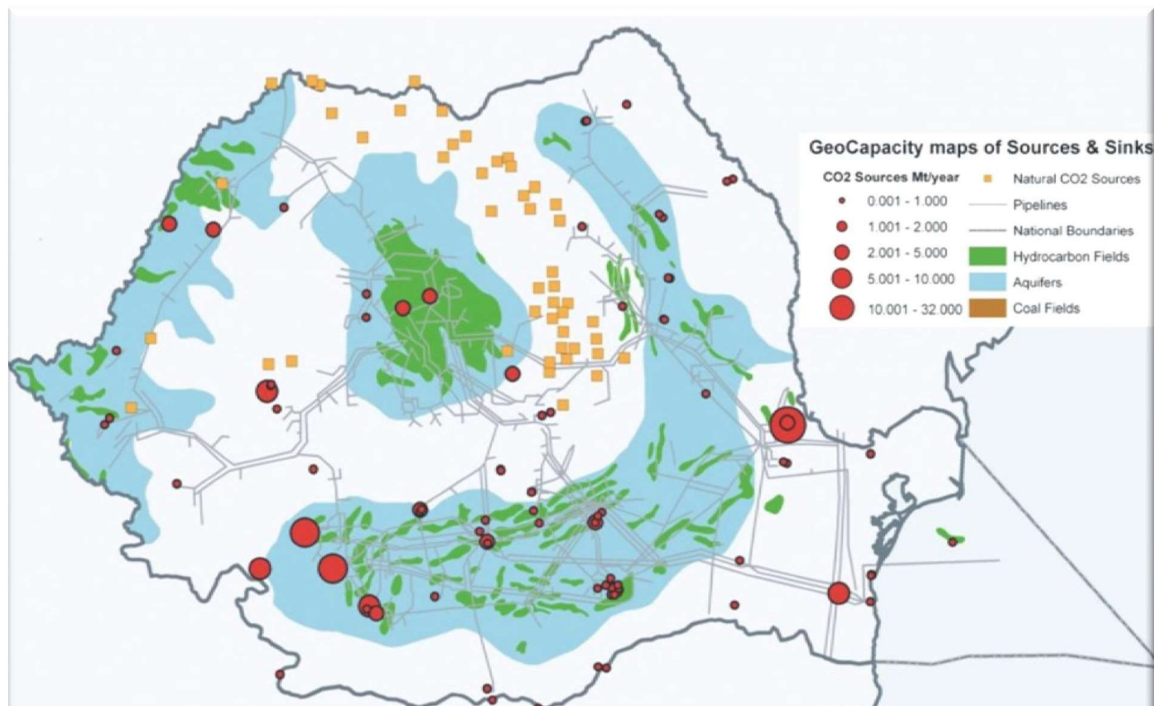 GeoCapacity maps of Sources & Sinks
CO2 Sources Mt/year
0.001 - 1.000
1.001 - 2.000
2.001 - 5.000
5.001 - 10.000
10.001 - 32.000
Natural CO2 Sources
Pipelines
National Boundaries
Hydrocarbon Fields
Aquifers
Coal Fields